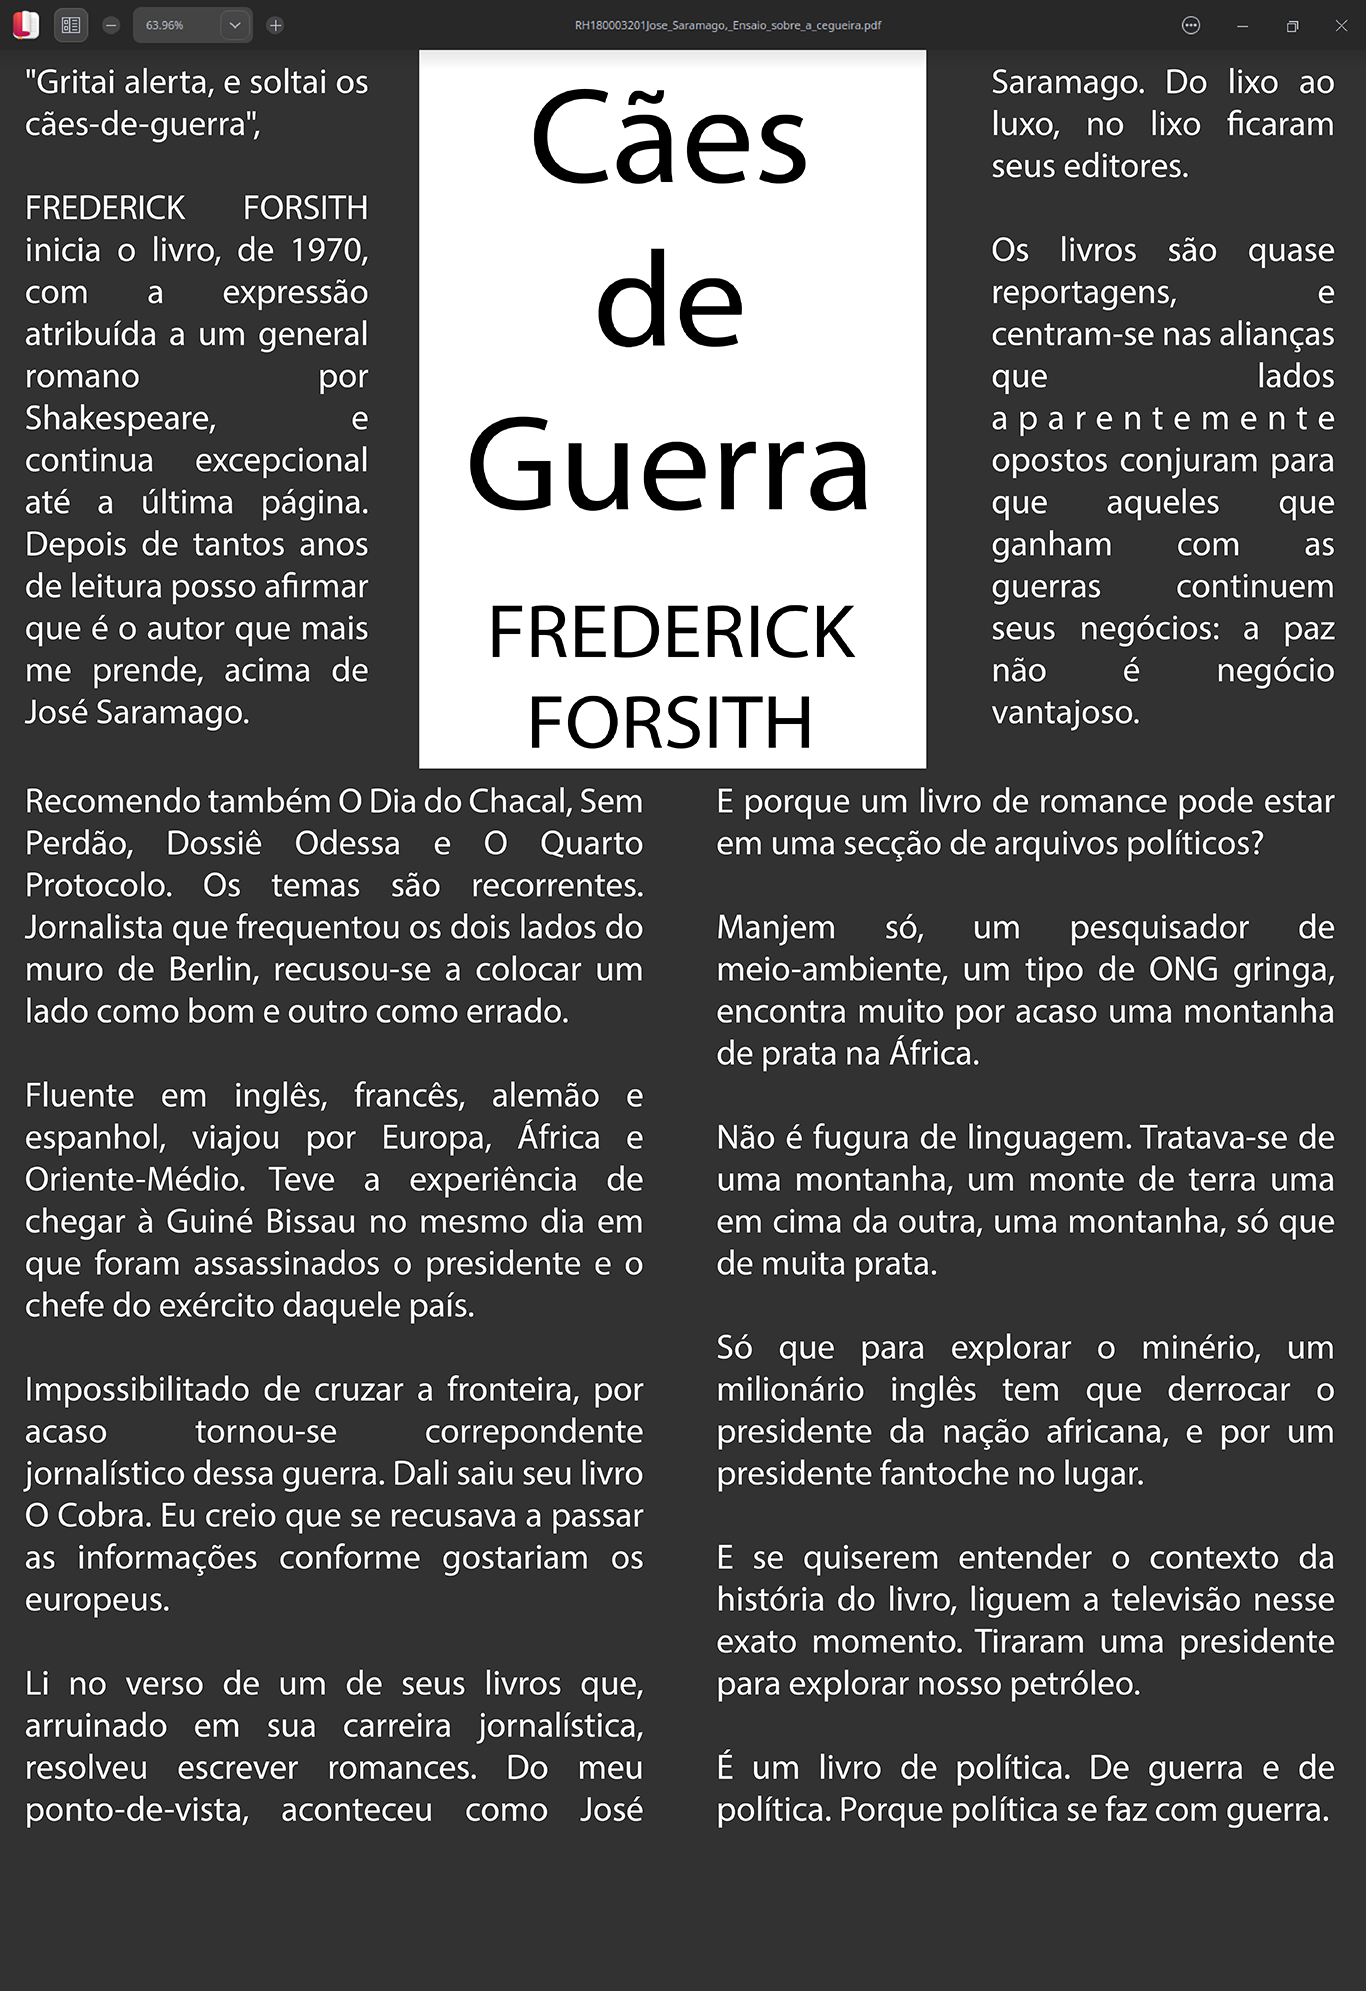 63.96%
RH180003201Jose_Saramago,_Ensaio_sobre_a_cegueira.pdf
"Gritai alerta, e soltai os
cães-de-guerra",
FREDERICK FORSITH
inicia o livro, de 1970,
com a expressão
atribuída a um general
romano por
Shakespeare, e
continua excepcional
até a última página.
Depois de tantos anos
de leitura posso afirmar
que é o autor que mais
me prende, acima de
José Saramago.
Cães
de
Guerra
FREDERICK
FORSITH
Recomendo também O Dia do Chacal, Sem
Perdão, Dossiê Odessa e O Quarto
Protocolo. Os temas são recorrentes.
Jornalista que frequentou os dois lados do
muro de Berlin, recusou-se a colocar um
lado como bom e outro como errado.
Fluente em inglês, francês, alemão e
espanhol, viajou por Europa, África e
Oriente-Médio. Teve a experiência de
chegar à Guiné Bissau no mesmo dia em
que foram assassinados o presidente e o
chefe do exército daquele país.
Impossibilitado de cruzar a fronteira, por
acaso tornou-se correpondente
jornalístico dessa guerra. Dali saiu seu livro
O Cobra. Eu creio que se recusava a passar
as informações conforme gostariam os
europeus.
Li no verso de um de seus livros que,
arruinado em sua carreira jornalística,
resolveu escrever romances. Do meu
ponto-de-vista, aconteceu como José
Saramago. Do lixo ao
luxo, no lixo ficaram
seus editores.
Os livros são quase
reportagens, e
centram-se nas alianças
que lados
aparentemente
opostos conjuram para
que aqueles que
ganham com as
guerras continuem
seus negócios: a paz
não é negócio
vantajoso.
E porque um livro de romance pode estar
em uma secção de arquivos políticos?
Manjem só, um pesquisador de
meio-ambiente, um tipo de ONG gringa,
encontra muito por acaso uma montanha
de prata na África.
Não é fugura de linguagem. Tratava-se de
uma montanha, um monte de terra uma
em cima da outra, uma montanha, só que
de muita prata.
Só que para explorar o minério, um
milionário inglês tem que derrocar o
presidente da nação africana, e por um
presidente fantoche no lugar.
E se quiserem entender o contexto da
história do livro, liguem a televisão nesse
exato momento. Tiraram uma presidente
para explorar nosso petróleo.
É um livro de política. De guerra e de
política. Porque política se faz com guerra.